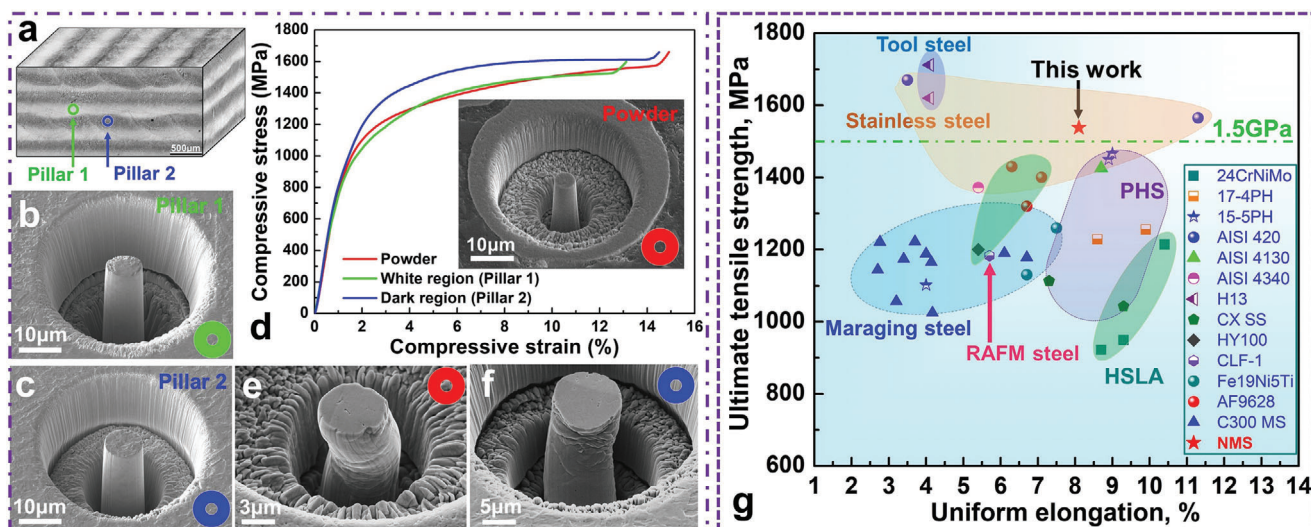 a
500μm
Pillar 1
Pillar 2
b
Pillar 1
10μm
c
Pillar 2
10μm
Compressive stress (MPa)
1800
1600
1400
1200
1000
800
600
400
200
0
Powder
10μm
Powder
White region (Pillar 1)
Dark region (Pillar 2)
d
0 2 4 6 8 10 12 14 16
Compressive strain (%)
e
3μm
f
5μm
Ultimate tensile strength, MPa
1800
1600
1400
1200
1000
800
600
Tool steel
This work
Stainless steel
1.5GPa
PHS
Maraging steel
RAFM steel
HSLA
24CrNiMo
17-4PH
15-5PH
AISI 420
AISI 4130
AISI 4340
H13
CX SS
HY100
CLF-1
Fe19Ni5Ti
AF9628
C300 MS
NMS
1 2 3 4 5 6 7 8 9 10 11 12 13 14
g
Uniform elongation, %